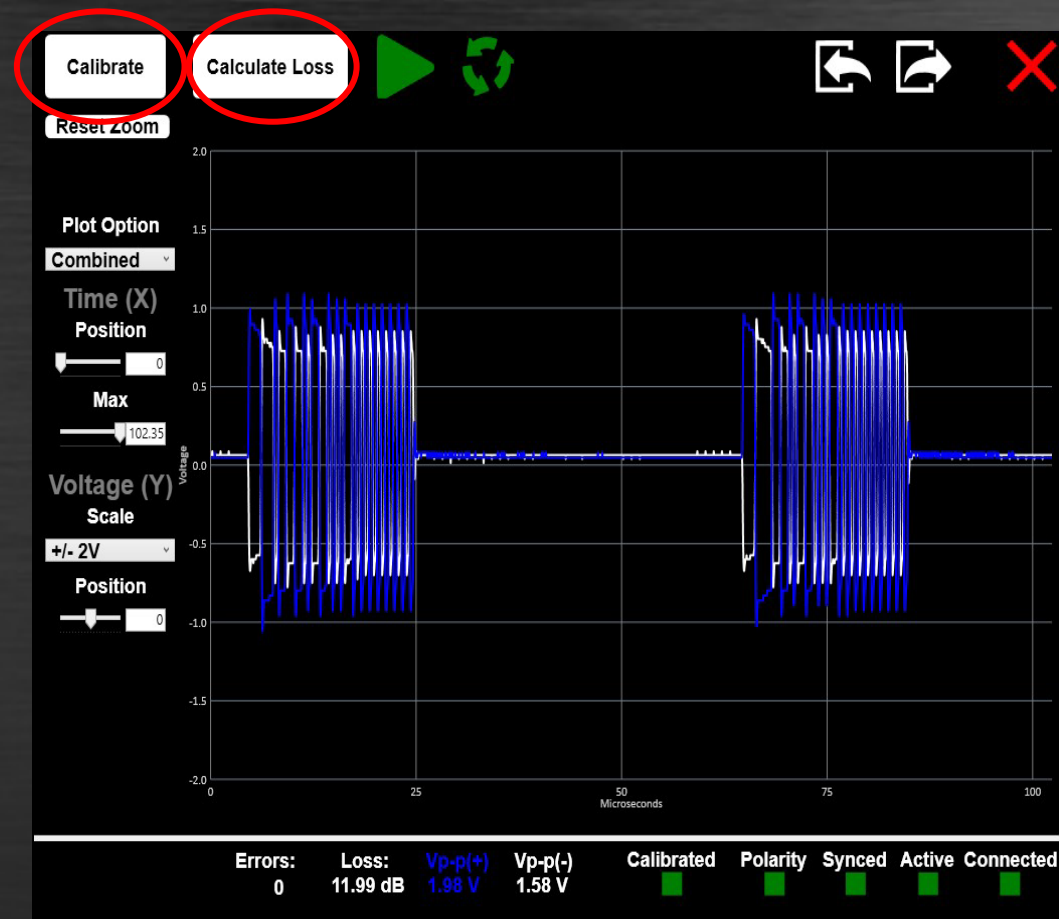 Calibrate
Calculate Loss
Reset Zoom
Plot Option
Combined
Time (X)
Position
0
Max
102.35
Voltage (Y)
Scale
+/- 2V
Position
0
2.0
1.5
1.0
0.5
0.0
-0.5
-1.0
-1.5
-2.0
Voltage
0 25 50 75 100
Microseconds
Errors: Loss: Vp-p(+) Vp-p(-) Calibrated Polarity Synced Active Connected
0 11.99 dB 1.98 V 1.58 V